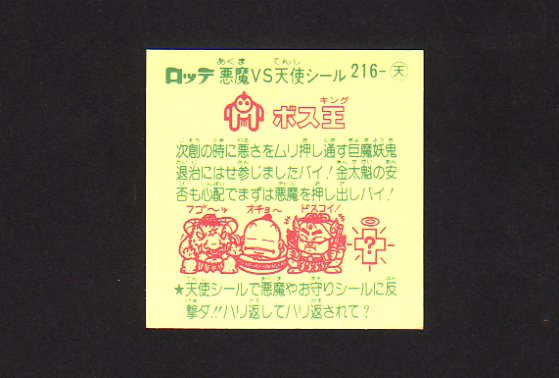 ロッテ 悪魔VS天使シール 216-天
ボス王
次創の時に悪さをムリ押し通す巨魔妖鬼
退治にはせ参じましたバイ!金太魁の安
否も心配でまずは悪魔を押し出しバイ!
フゴ〜ッ オチョ〜 ドスコイ!
?
★天使シールで悪魔やお守りシールに反
撃ダ!!ハリ返してハリ返されて?